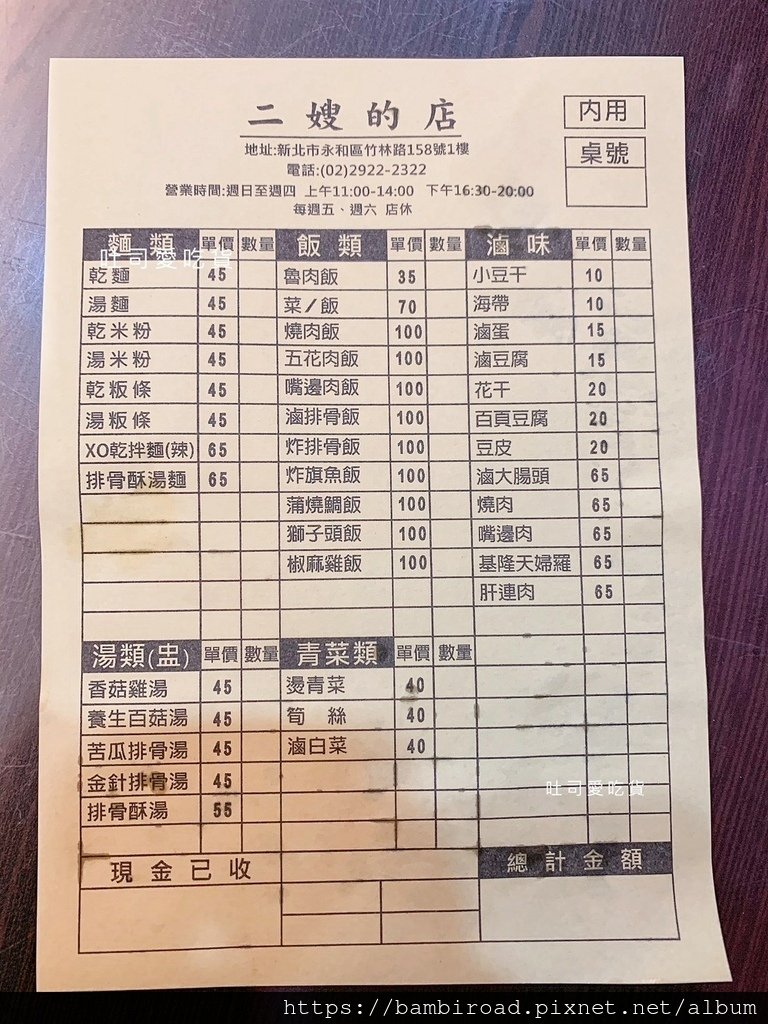 二嫂的店
內用
桌號
地址:新北市永和區竹林路158號1樓
電話:(02)2922-2322
營業時間:週日至週四 上午11:00-14:00 下午16:30-20:00
每週五、週六 店休
麵類 單價 數量 飯類 單價 數量 滷味 單價 數量
吐司愛吃貨
乾麵 45 魯肉飯 35 小豆干 10
湯麵 45 菜/飯 70 海帶 10
乾米粉 45 燒肉飯 100 滷蛋 15
湯米粉 45 五花肉飯 100 滷豆腐 15
乾粄條 45 嘴邊肉飯 100 花干 20
湯粄條 45 滷排骨飯 100 百頁豆腐 20
XO乾拌麵(辣) 65 炸排骨飯 100 豆皮 20
排骨酥湯麵 65 炸旗魚飯 100 滷大腸頭 65
蒲燒鯛飯 100 燒肉 65
獅子頭飯 100 嘴邊肉 65
椒麻雞飯 100 基隆天婦羅 65
肝連肉 65
湯類(盅) 單價 數量 青菜類 單價 數量
香菇雞湯 45 燙青菜 40
養生百菇湯 45 筍絲 40
苦瓜排骨湯 45 滷白菜 40
金針排骨湯 45
吐司愛吃貨
排骨酥湯 55
現金已收 總計金額
https://bambiroad.pixnet.net/album